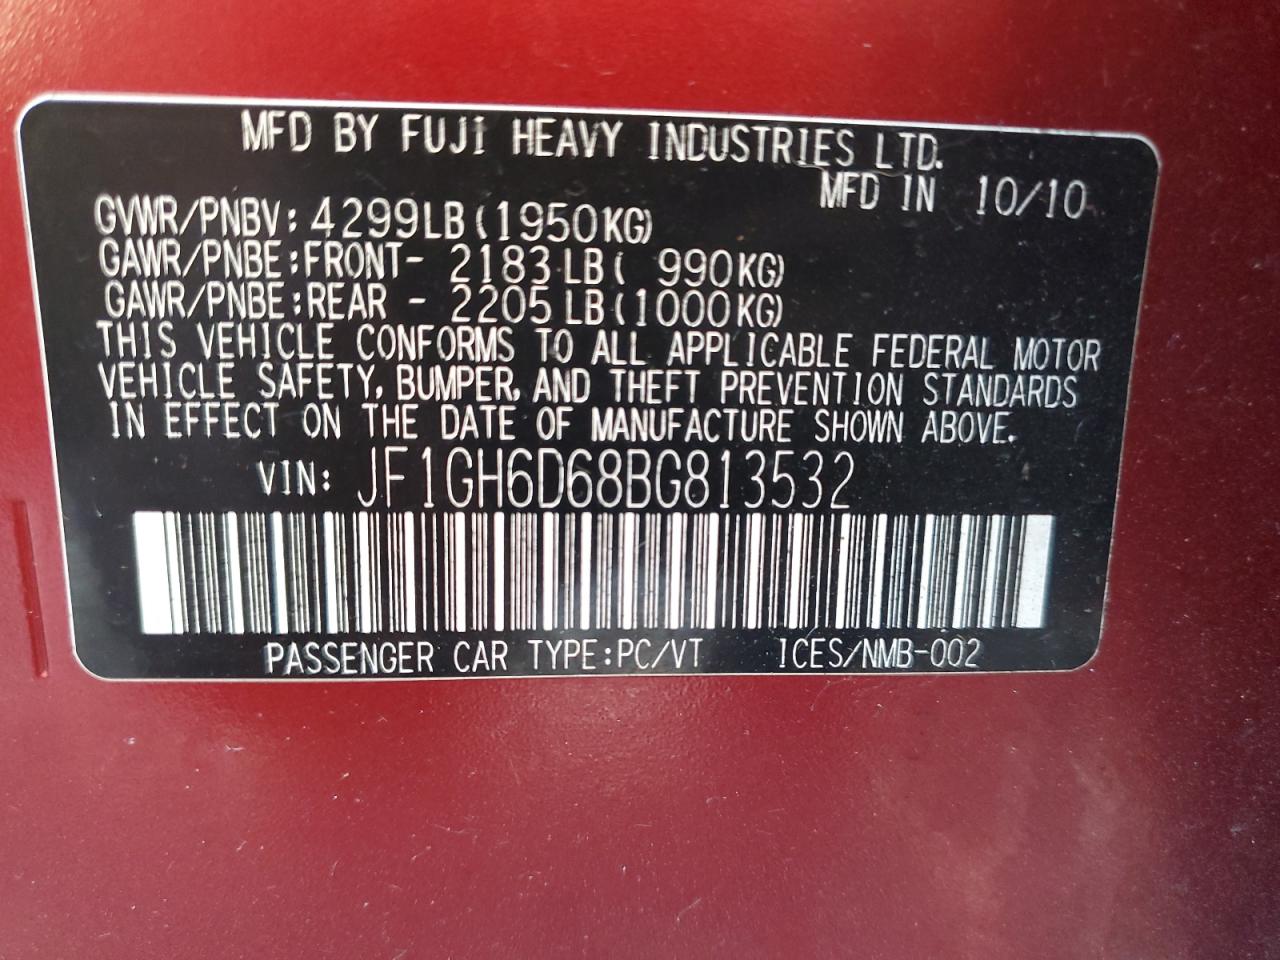 MFD BY FUJI HEAVY INDUSTRIES LTD.
MFD IN 10/10
GVWR/PNBV: 4299LB (1950KG)
GAWR/PNBE:FRONT- 2183LB( 990KG)
GAWR/PNBE:REAR - 2205LB(1000KG)
THIS VEHICLE CONFORMS TO ALL APPLICABLE FEDERAL MOTOR
VEHICLE SAFETY, BUMPER, AND THEFT PREVENTION STANDARDS
IN EFFECT ON THE DATE OF MANUFACTURE SHOWN ABOVE.
VIN: JF1GH6D68BG813532
PASSENGER CAR TYPE:PC/VT ICES/NMB-002